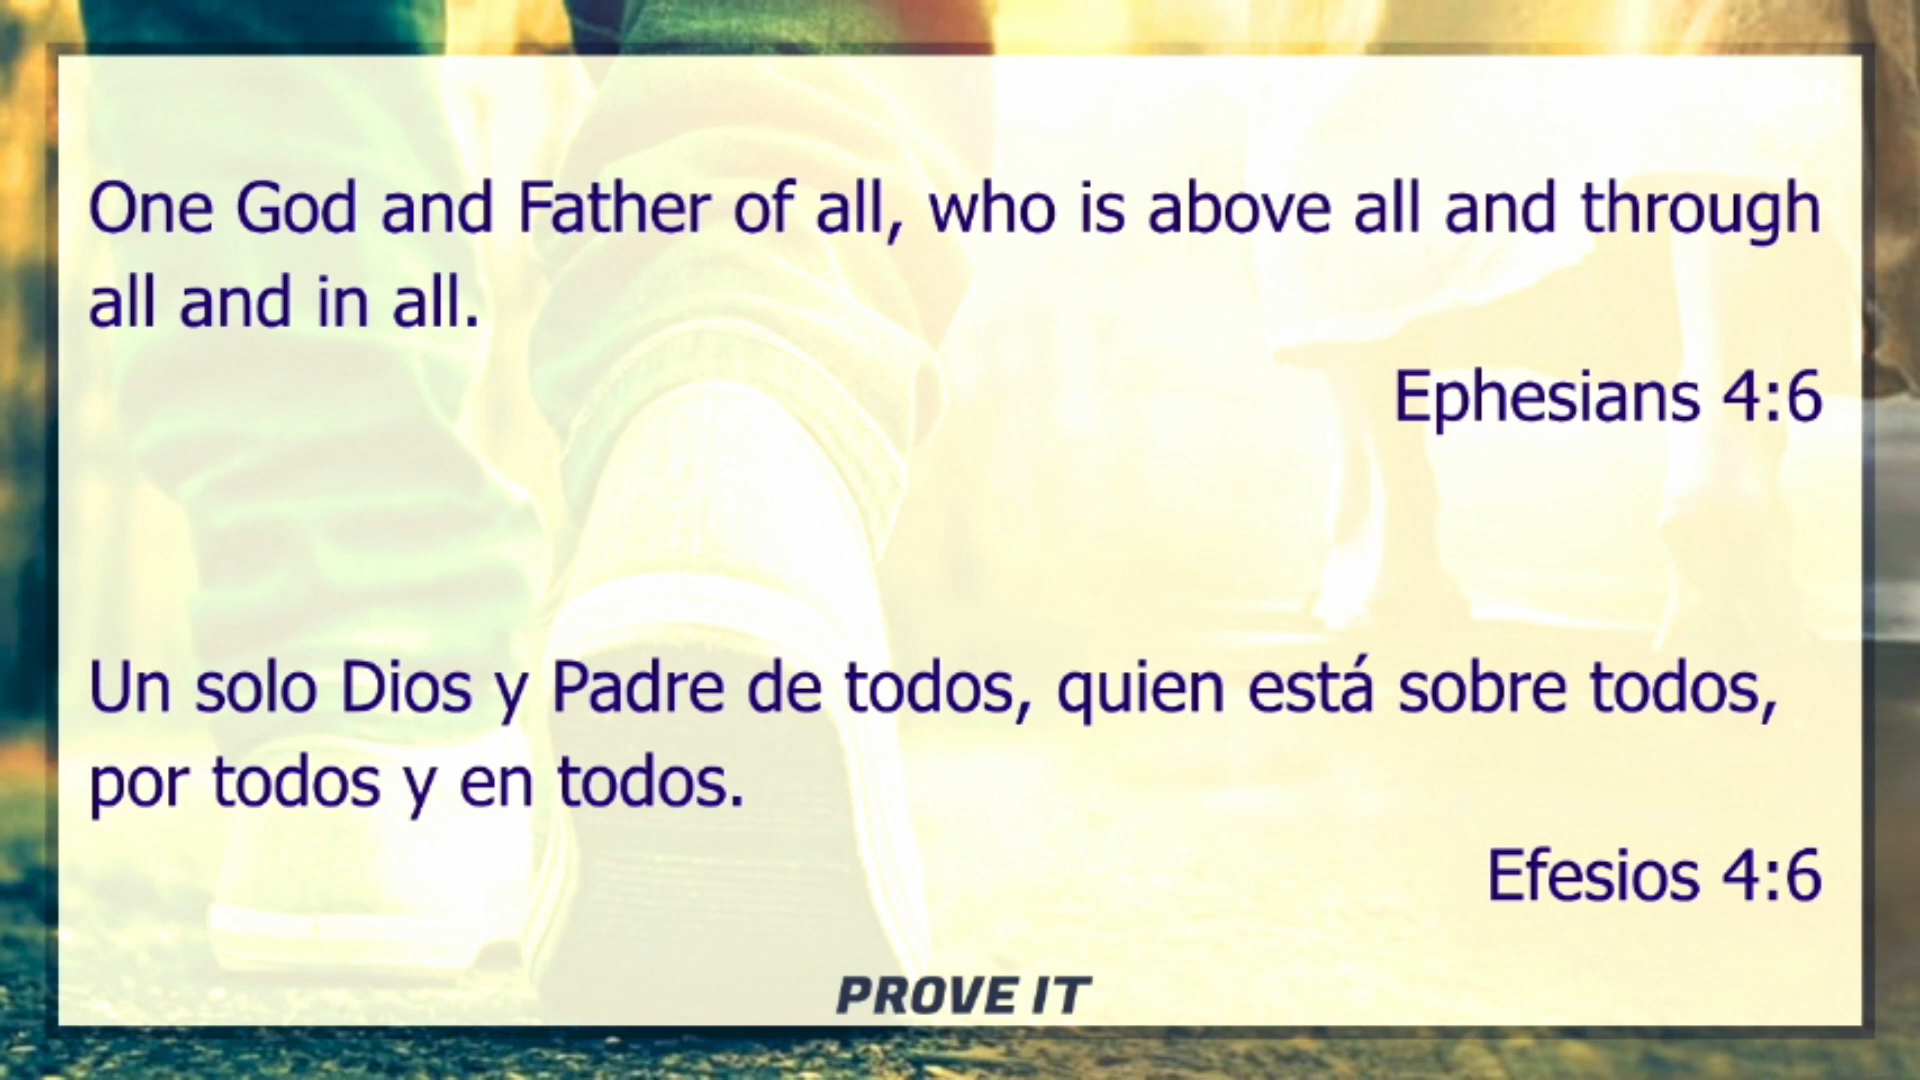 One God and Father of all, who is above all and through
all and in all.
Ephesians 4:6
Un solo Dios y Padre de todos, quien está sobre todos,
por todos y en todos.
Efesios 4:6
PROVE IT